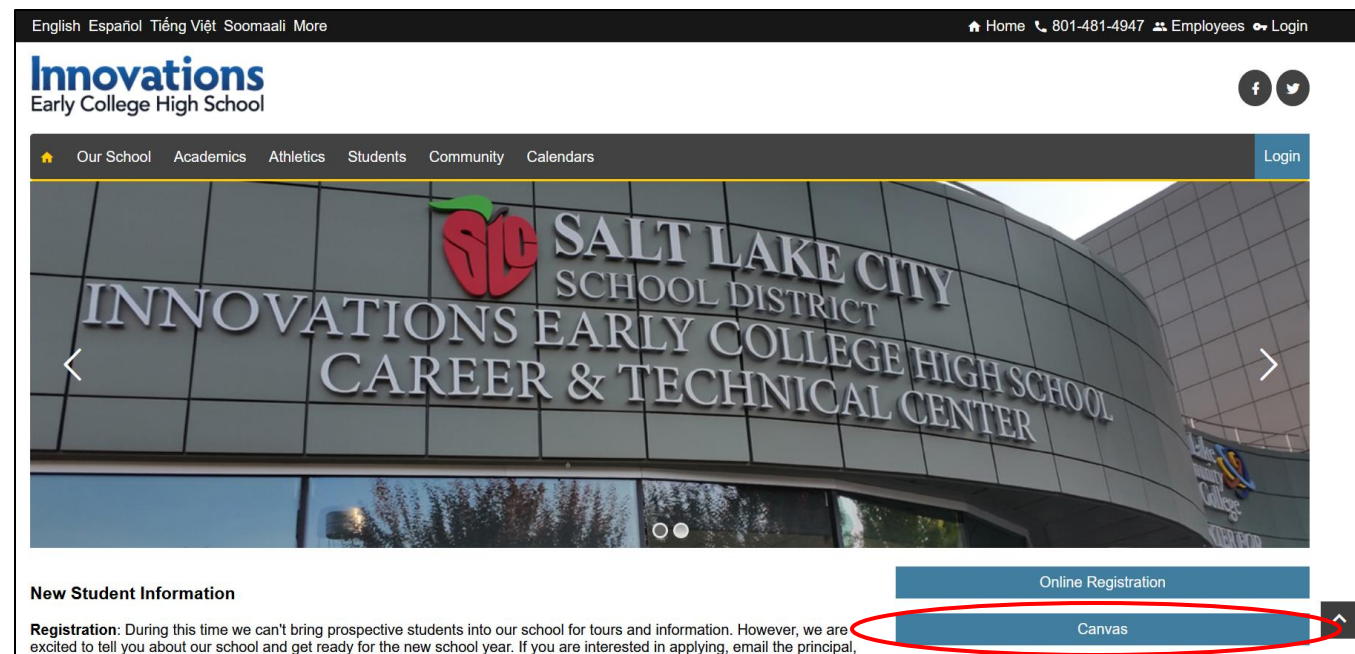 English Español Tiếng Việt Soomaali More
Home 801-481-4947 Employees Login
Innovations
Early College High School
Our School Academics Athletics Students Community Calendars Login
SLC
SALT LAKE CITY
SCHOOL DISTRICT
INNOVATIONS EARLY COLLEGE HIGH SCHOOL
CAREER & TECHNICAL CENTER
Lake
College
New Student Information
Registration: During this time we can't bring prospective students into our school for tours and information. However, we are
excited to tell you about our school and get ready for the new school year. If you are interested in applying, email the principal,
Online Registration
Canvas